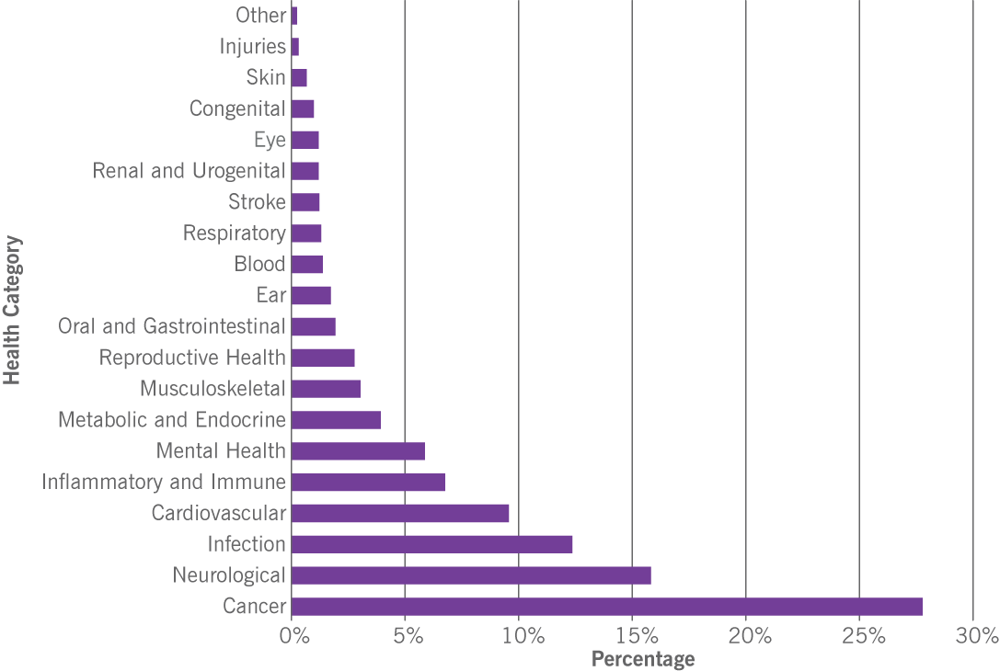 Other
Injuries
Skin
Congenital
Eye
Renal and Urogenital
Stroke
Respiratory
Blood
Ear
Oral and Gastrointestinal
Reproductive Health
Musculoskeletal
Metabolic and Endocrine
Mental Health
Inflammatory and Immune
Cardiovascular
Infection
Neurological
Cancer
Health Category
0% 5% 10% 15% 20% 25% 30%
Percentage